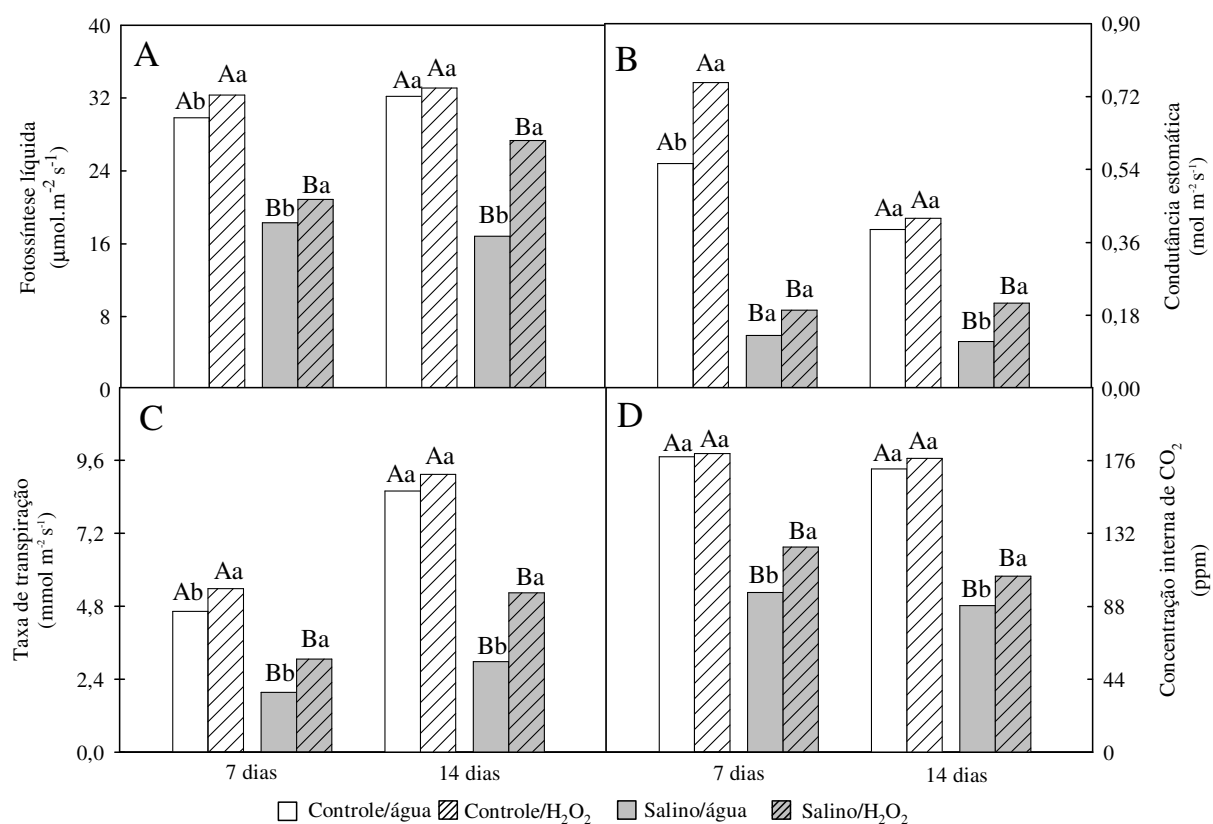 A
40
32
24
16
8
0
Fotossíntese líquida
(µmol.m⁻² s⁻¹)
Ab
Aa
Bb
Ba
Aa
Aa
Bb
Ba
B
0,90
0,72
0,54
0,36
0,18
0,00
Condutância estomática
(mol m⁻² s⁻¹)
Ab
Aa
Ba
Ba
Aa
Aa
Bb
Ba
C
9,6
7,2
4,8
2,4
0,0
Taxa de transpiração
(mmol m⁻² s⁻¹)
Ab
Aa
Bb
Ba
Aa
Aa
Bb
Ba
7 dias
14 dias
D
176
132
88
44
0
Concentração interna de CO₂
(ppm)
Aa
Aa
Bb
Ba
Aa
Aa
Bb
Ba
7 dias
14 dias
Controle/água Controle/H₂O₂ Salino/água Salino/H₂O₂